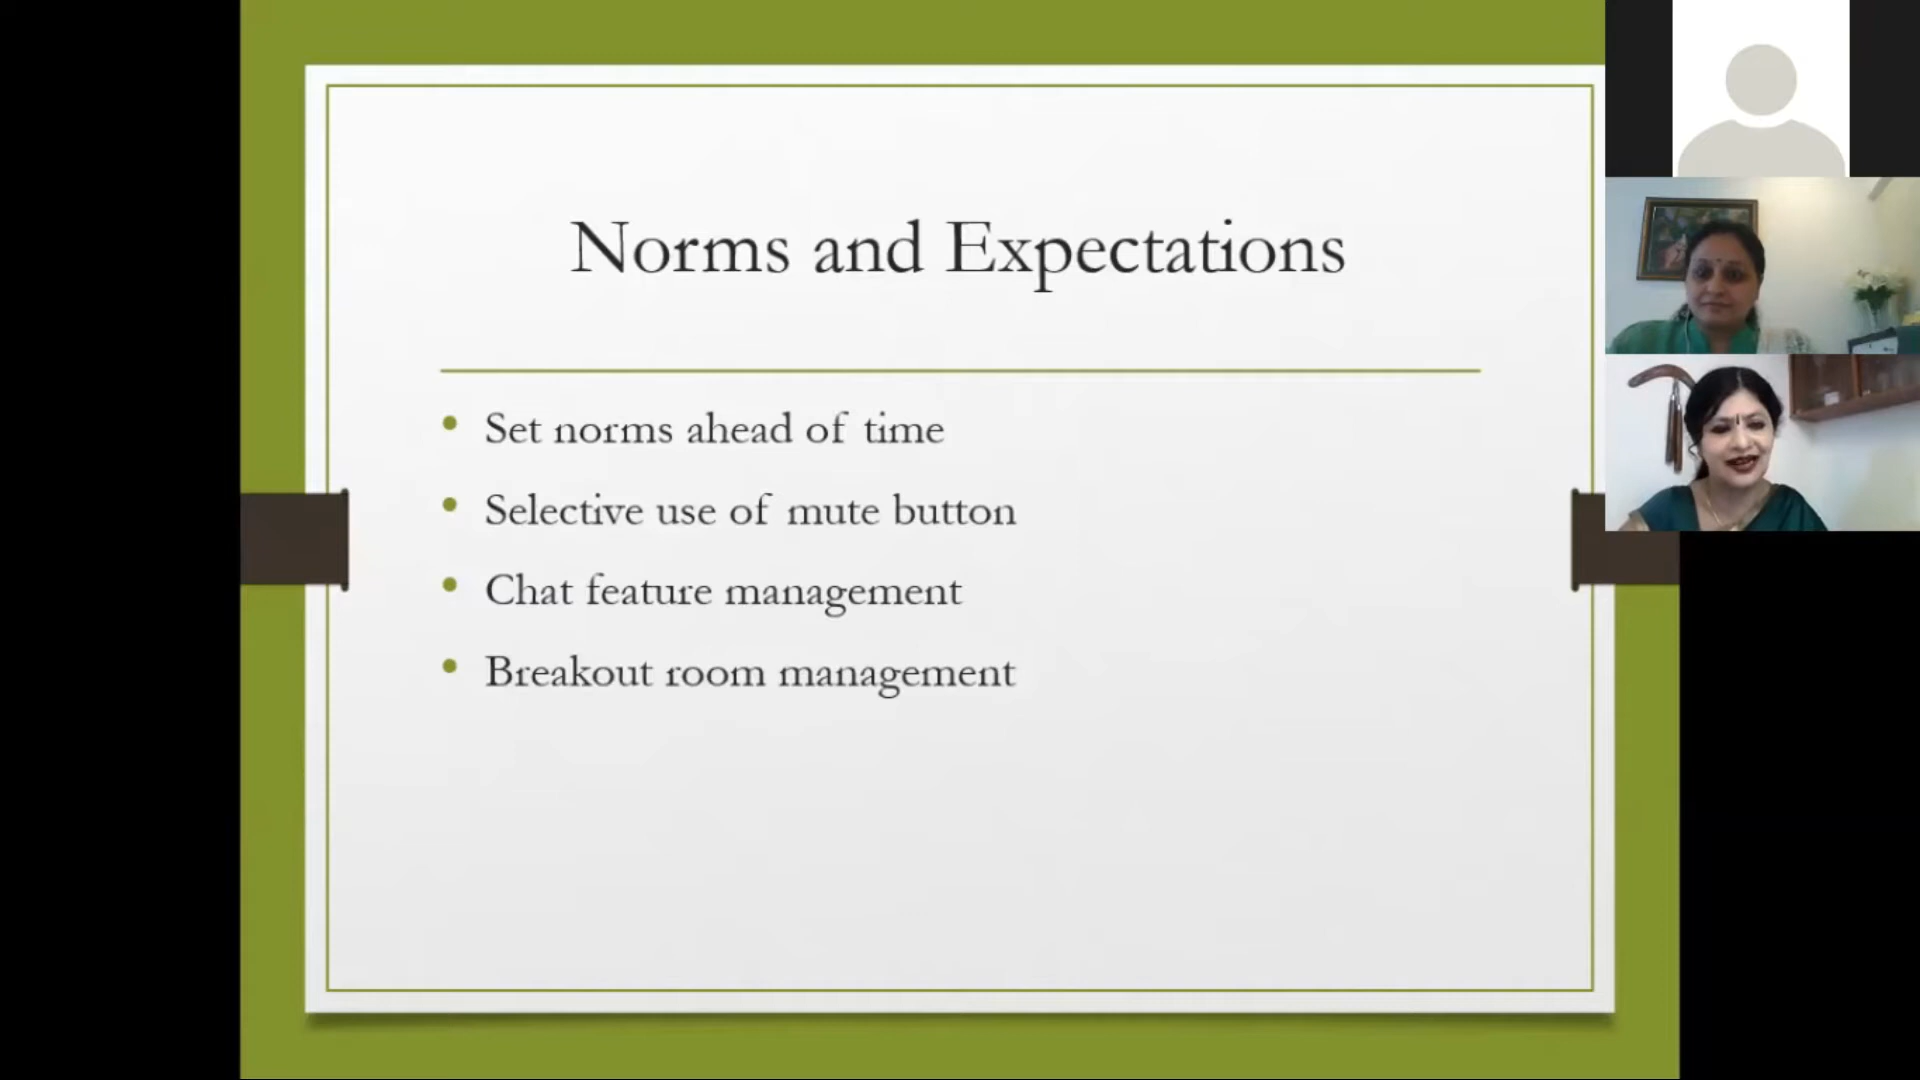 Norms and Expectations
Set norms ahead of time
Selective use of mute button
Chat feature management
Breakout room management